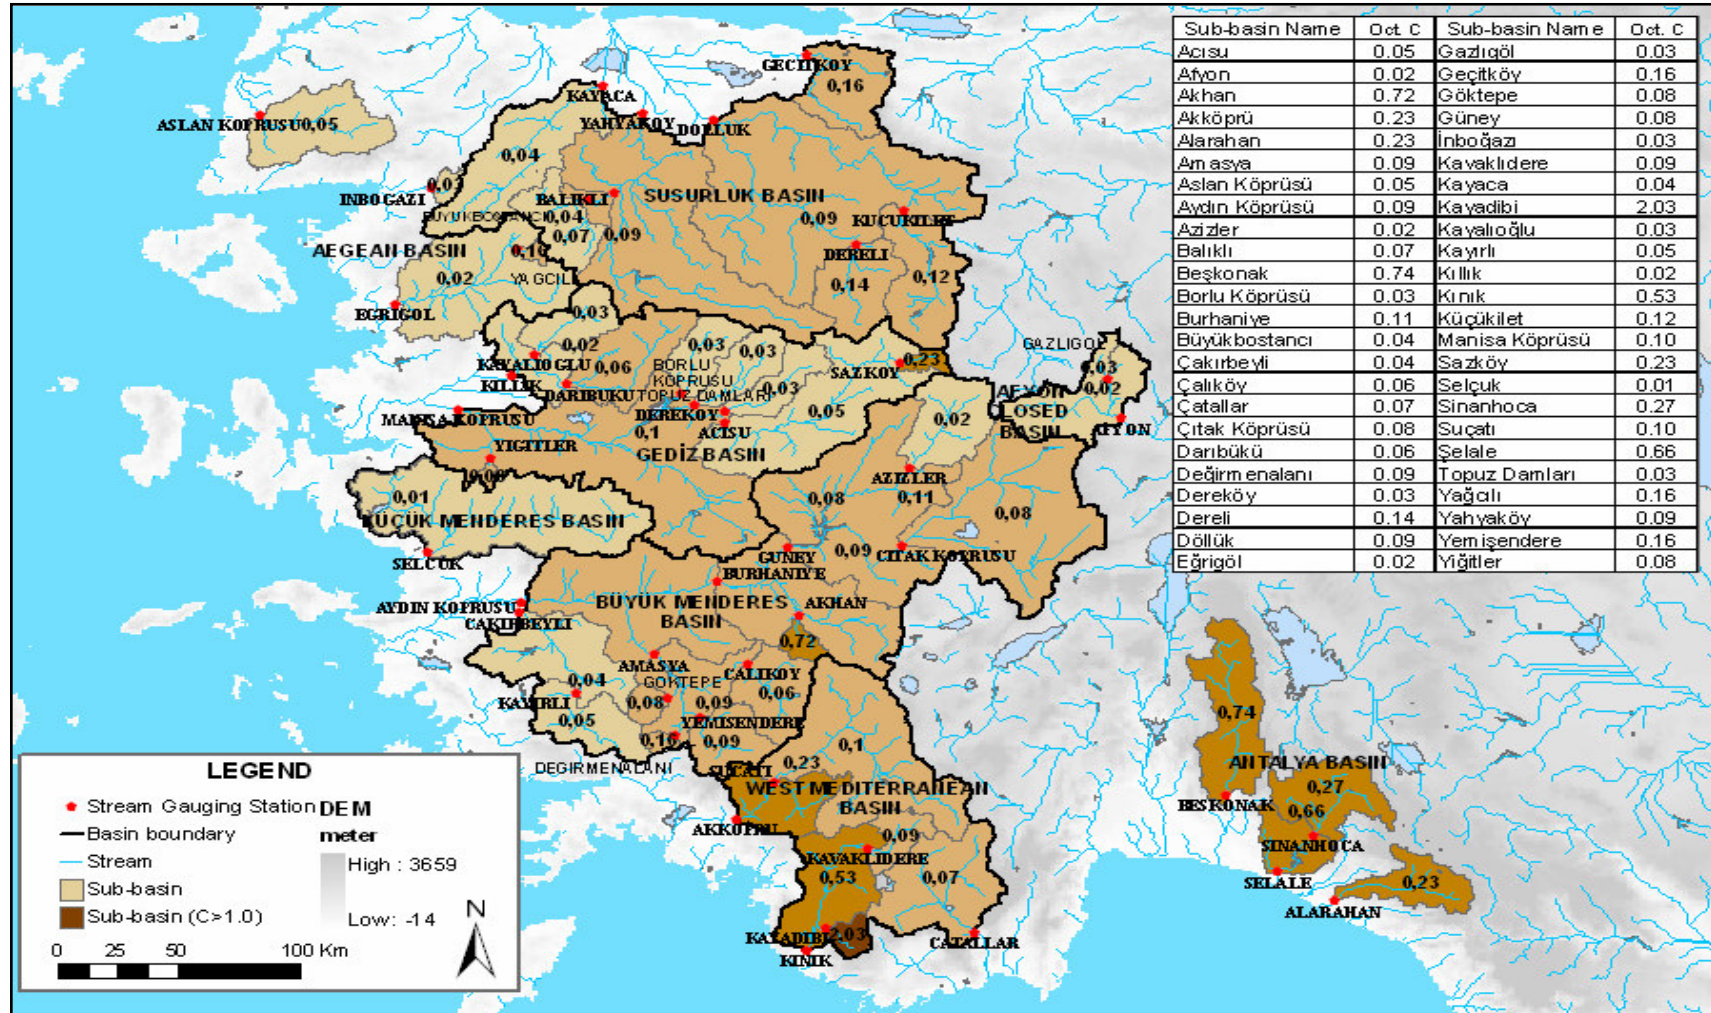 Sub-basin Name Oct. C Sub-basin Name Oct. C
Acısu 0.05 Gazlıgöl 0.03
Afyon 0.02 Geçitköy 0.16
Akhan 0.72 Göktepe 0.08
Akköprü 0.23 Güney 0.08
Alarahan 0.23 İnboğazı 0.03
Amasya 0.09 Kavaklıdere 0.09
Aslan Köprüsü 0.05 Kayaca 0.04
Aydın Köprüsü 0.09 Kayadibi 2.03
Azizler 0.02 Kayalıoğlu 0.03
Balıklı 0.07 Kayırlı 0.05
Beşkonak 0.74 Kıllık 0.02
Borlu Köprüsü 0.03 Kınık 0.53
Burhaniye 0.11 Küçükilet 0.12
Büyükbostancı 0.04 Manisa Köprüsü 0.10
Çakırbeyli 0.04 Sazköy 0.23
Çalıköy 0.06 Selçuk 0.01
Çatallar 0.07 Sinanhoca 0.27
Çıtak Köprüsü 0.08 Suçatı 0.10
Darıbükü 0.06 Şelale 0.66
Değirmenalanı 0.09 Topuz Damları 0.03
Dereköy 0.03 Yağcılı 0.16
Dereli 0.14 Yahyaköy 0.09
Döllük 0.09 Yemişendere 0.16
Eğrigöl 0.02 Yiğitler 0.08
GECITKOY
0,16
KAYACA
ASLAN KOPRUSU 0,05
YAHYAKOY DOLLUK
0,04
INBOGAZI
BALIKLI
SUSURLUK BASIN
BUYUKBOSTANCI
0,04
0,09
KUCUKILET
AEGEAN BASIN
0,07 0,09
DERELI
0,16
0,02
YAGCILI
0,14
0,12
EGRIGOL
0,03
0,02
0,03
0,03
GAZLIGOL
KAYALIOGLU
0,06
BORLU
KOPRUSU
SAZKOY
0,23
0,03
KILLIK
DARIBUKU
TOPUZ DAMLARI
0,03
0,02
MANISA KOPRUSU
DEREKOY
0,05
0,02
AFYON
CLOSED
BASIN
AFYON
0,1
ACISU
YIGITLER
GEDİZ BASIN
AZIZLER
0,01
0,08
0,11
0,08
KÜÇÜK MENDERES BASIN
SELCUK
GUNEY
0,09
CITAK KOPRUSU
BURHANIYE
AYDIN KOPRUSU
CAKIRBEYLI
BÜYÜK MENDERES
BASIN
AKHAN
0,72
AMASYA
CALIKOY
0,04
GOKTEPE
0,06
KAYIRLI
0,08
0,09
0,05
YEMISENDERE
0,16
0,09
0,1
DEGIRMENALANI
SUCATI
0,23
WEST MEDITERRANEAN
BASIN
AKKOPRU
0,09
KAVAKLIDERE
0,53
0,07
KAYADIBI
2,03
CATALLAR
KINIK
0,74
ANTALYA BASIN
0,27
BESKONAK
0,66
SINANHOCA
SELALE
0,23
ALARAHAN
LEGEND
Stream Gauging Station
Basin boundary
Stream
Sub-basin
Sub-basin (C>1.0)
DEM
meter
High : 3659
Low: -14
N
0 25 50 100 Km